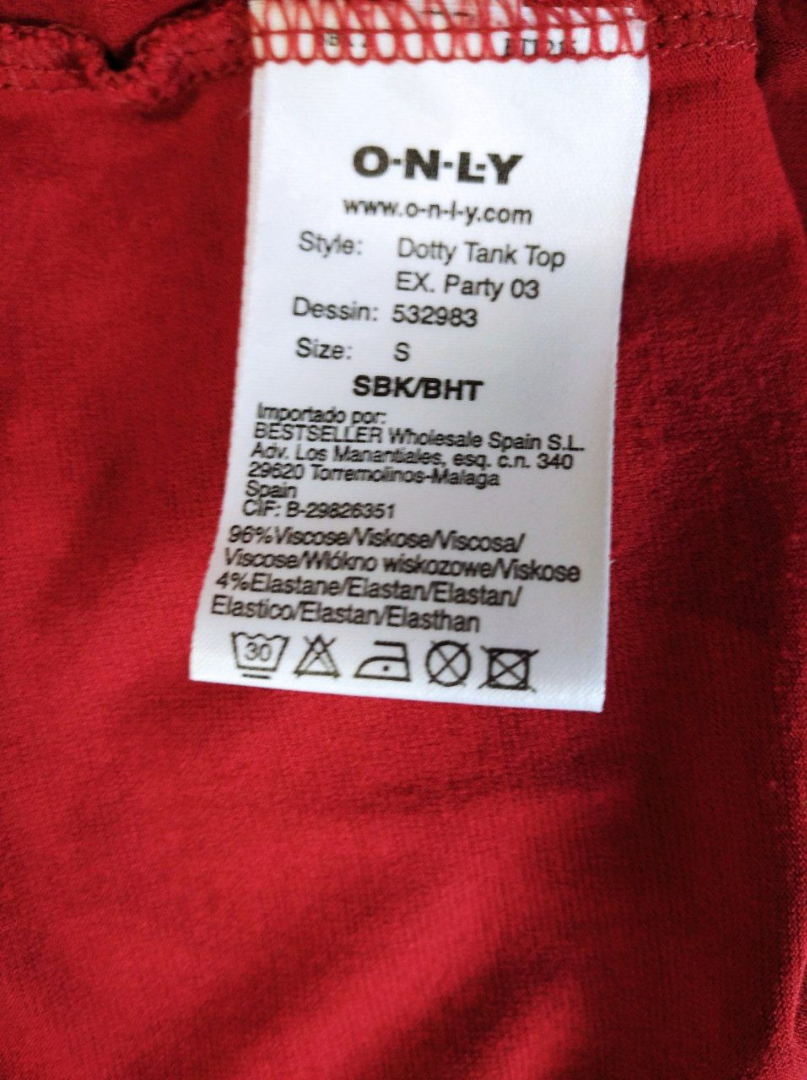 O-N-L-Y
www.o-n-l-y.com
Style: Dotty Tank Top
EX. Party 03
Dessin: 532983
Size: S
SBK/BHT
Importado por:
BESTSELLER Wholesale Spain S.L.
Adv. Los Manantiales, esq. c.n. 340
29620 Torremolinos-Malaga
Spain
CIF: B-29826351
96%Viscose/Viskose/Viscosa/
Viscose/Wlókno wiskozowe/Viskose
4%Elastane/Elastan/Elastan/
Elastico/Elastan/Elasthan
30